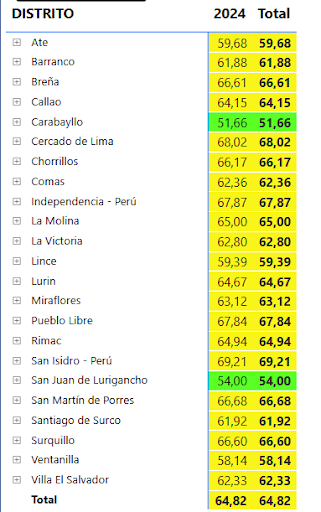 DISTRITO 2024 Total
Ate 59,68 59,68
Barranco 61,88 61,88
Breña 66,61 66,61
Callao 64,15 64,15
Carabayllo 51,66 51,66
Cercado de Lima 68,02 68,02
Chorrillos 66,17 66,17
Comas 62,36 62,36
Independencia - Perú 67,87 67,87
La Molina 65,00 65,00
La Victoria 62,80 62,80
Lince 59,39 59,39
Lurin 64,67 64,67
Miraflores 63,12 63,12
Pueblo Libre 67,84 67,84
Rimac 64,94 64,94
San Isidro - Perú 69,21 69,21
San Juan de Lurigancho 54,00 54,00
San Martín de Porres 66,68 66,68
Santiago de Surco 61,92 61,92
Surquillo 66,60 66,60
Ventanilla 58,14 58,14
Villa El Salvador 62,33 62,33
Total 64,82 64,82